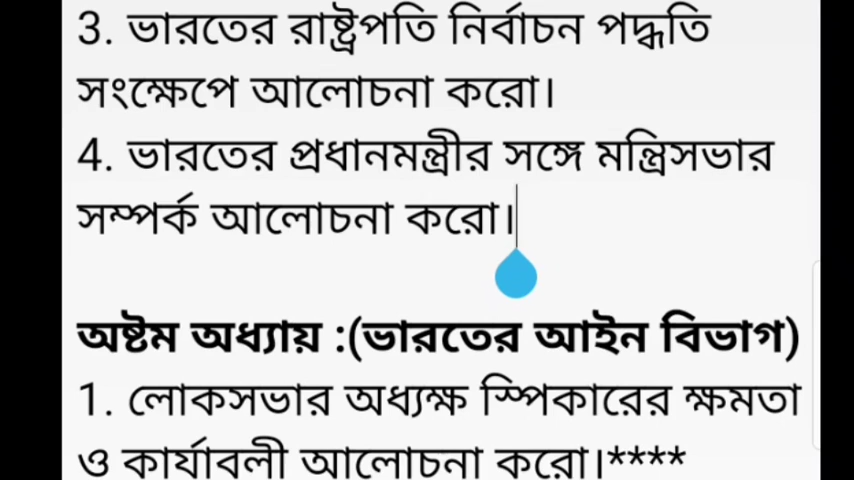 3. ভারতের রাষ্ট্রপতি নির্বাচন পদ্ধতি
সংক্ষেপে আলোচনা করো।
4. ভারতের প্রধানমন্ত্রীর সঙ্গে মন্ত্রিসভার
সম্পর্ক আলোচনা করো।
অষ্টম অধ্যায় :(ভারতের আইন বিভাগ)
1. লোকসভার অধ্যক্ষ স্পিকারের ক্ষমতা
ও কার্যাবলী আলোচনা করো।****